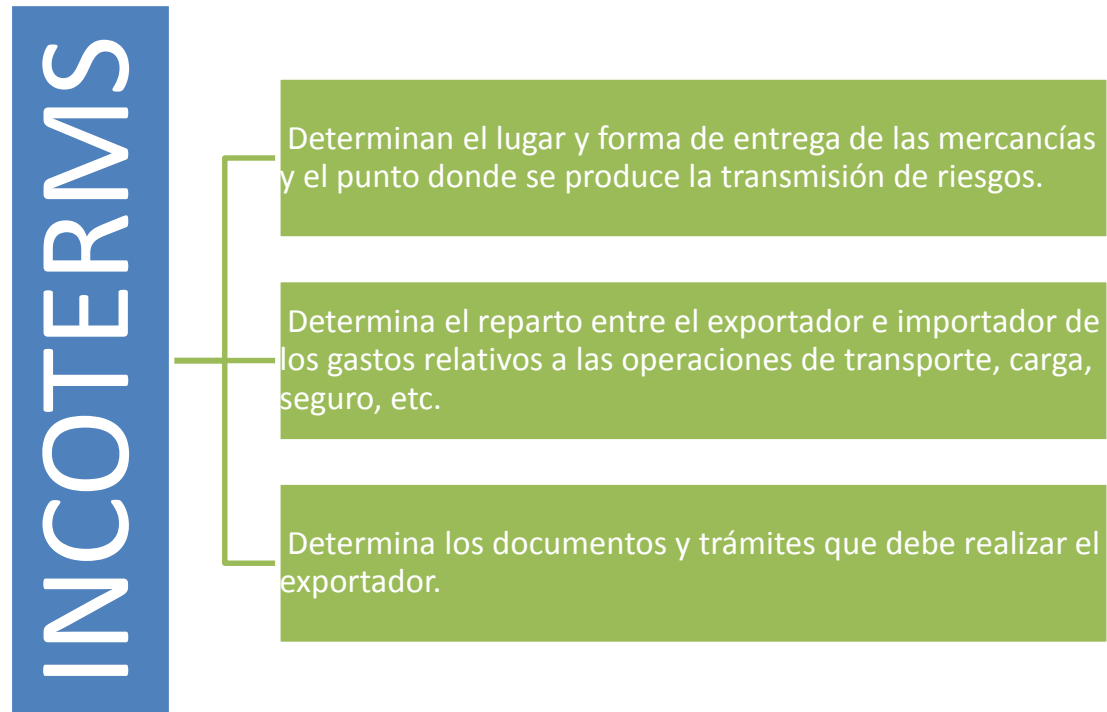 INCOTERMS
Determinan el lugar y forma de entrega de las mercancías
y el punto donde se produce la transmisión de riesgos.
Determina el reparto entre el exportador e importador de
los gastos relativos a las operaciones de transporte, carga,
seguro, etc.
Determina los documentos y trámites que debe realizar el
exportador.